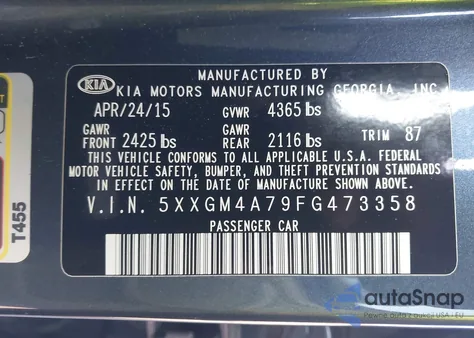 MANUFACTURED BY
KIA KIA MOTORS MANUFACTURING GEORGIA, INC.
APR/24/15 GVWR 4365 lbs
GAWR GAWR
FRONT 2425 lbs REAR 2116 lbs TRIM 87
THIS VEHICLE CONFORMS TO ALL APPLICABLE U.S.A. FEDERAL
MOTOR VEHICLE SAFETY, BUMPER, AND THEFT PREVENTION STANDARDS
IN EFFECT ON THE DATE OF MANUFACTURE SHOWN ABOVE.
V.I.N. 5XXGM4A79FG473358
PASSENGER CAR
T455
autoSnap